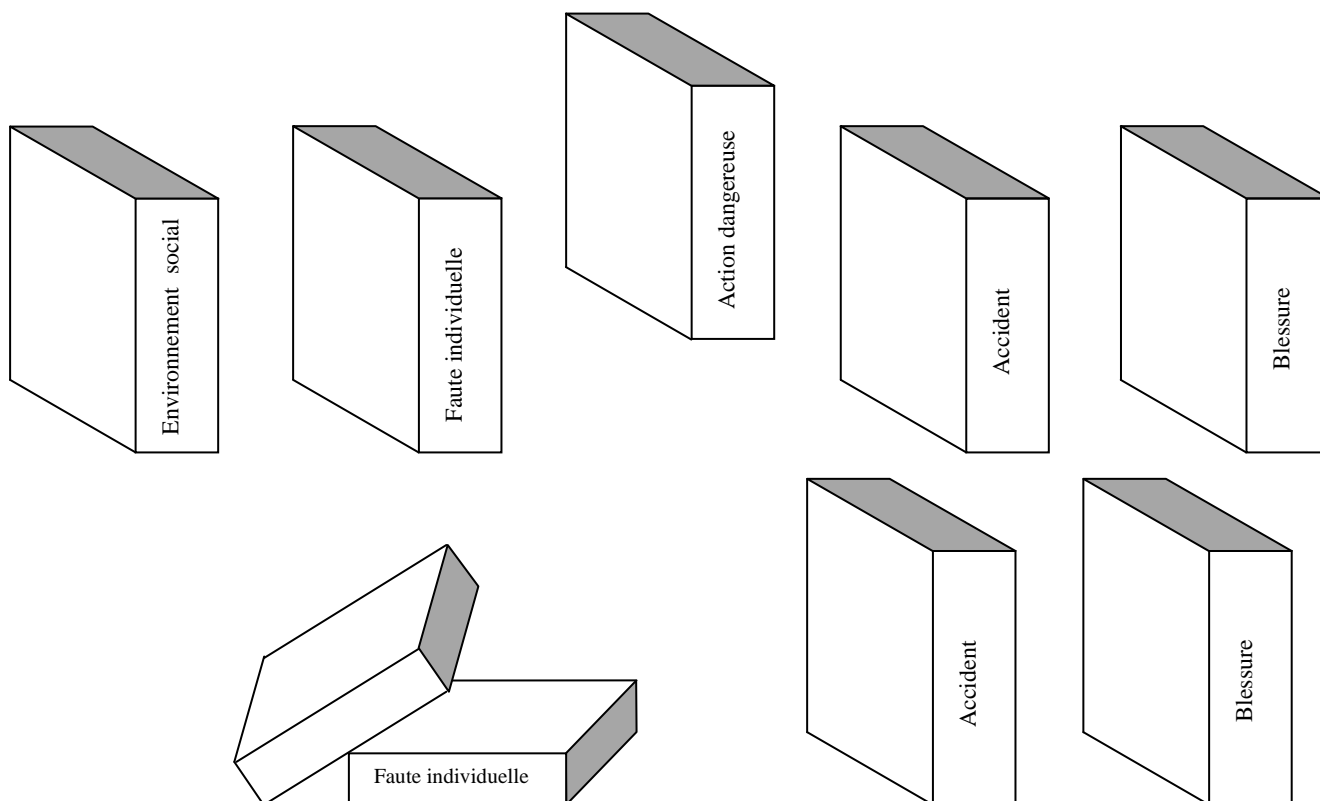 Environnement social
Faute individuelle
Action dangereuse
Accident
Blessure
Accident
Blessure
Faute individuelle